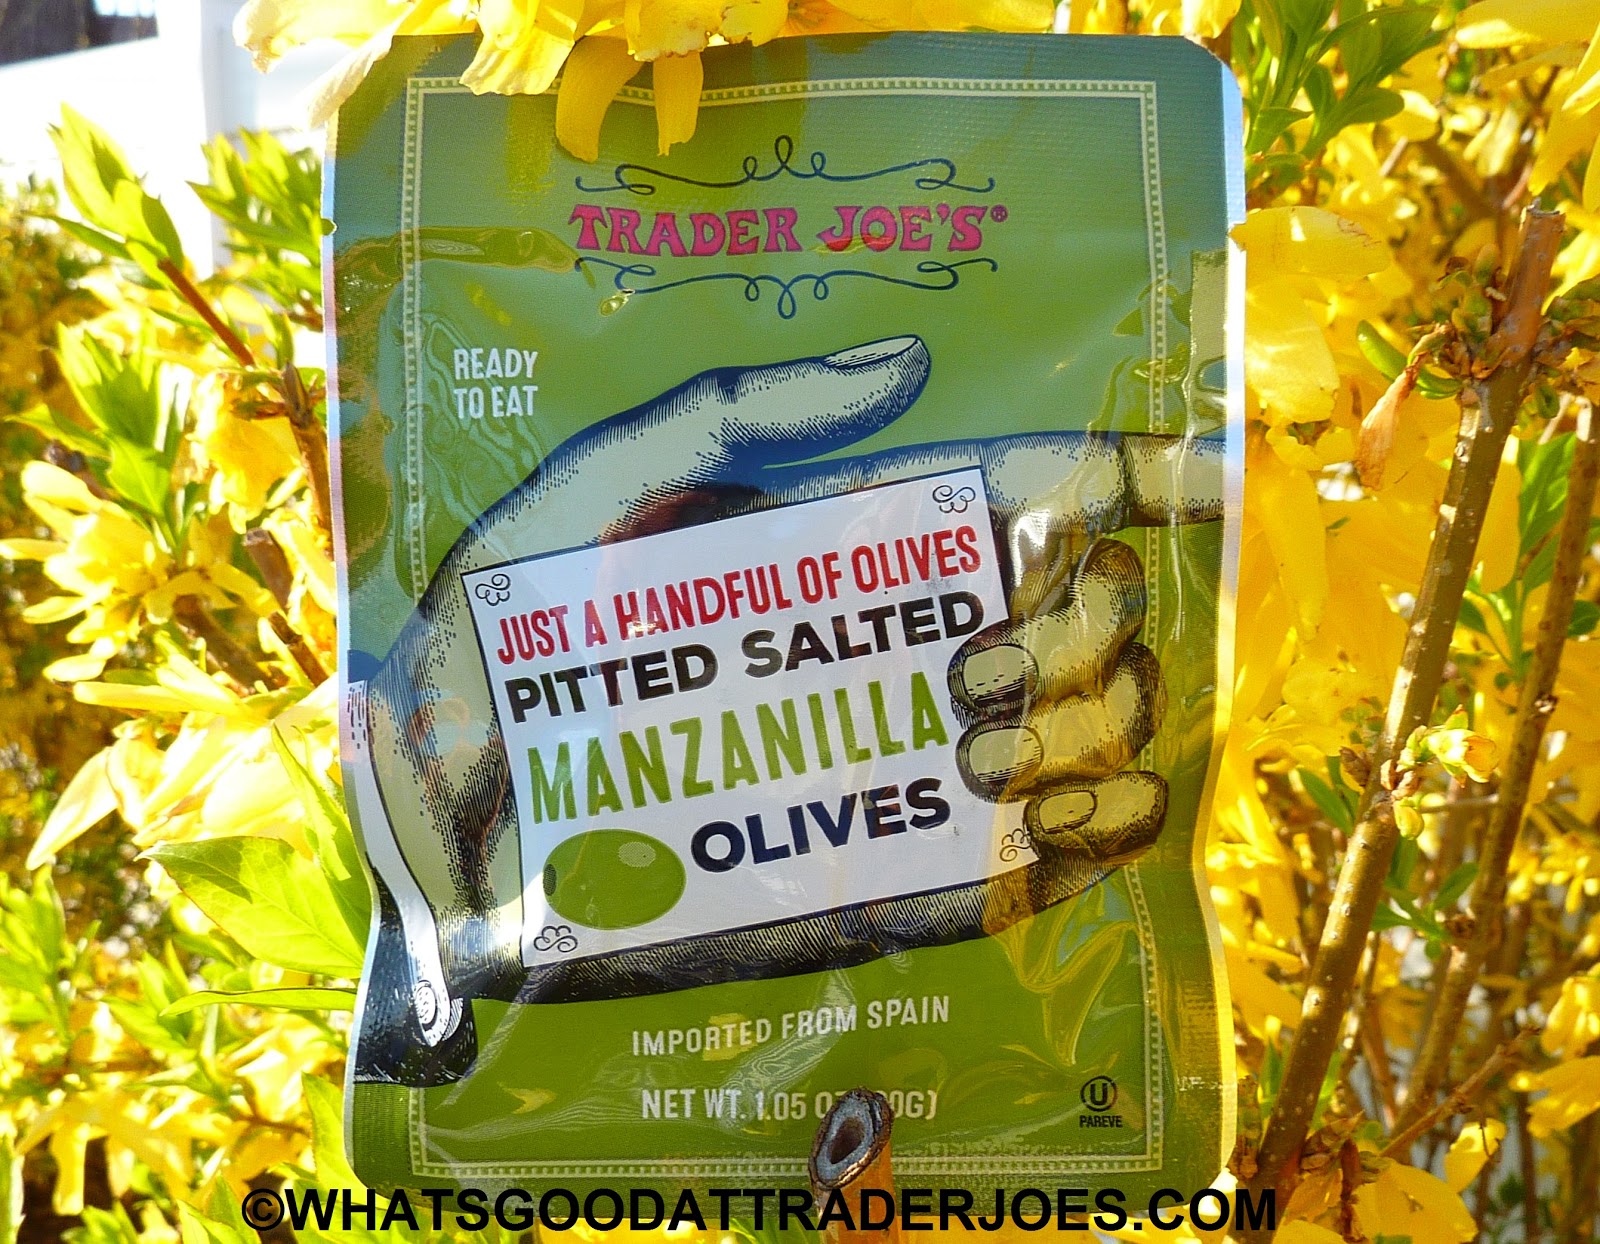 TRADER JOE'S®
READY
TO EAT
JUST A HANDFUL OF OLIVES
PITTED SALTED
MANZANILLA
OLIVES
IMPORTED FROM SPAIN
NET WT. 1.05
U
PAREVE
©WHATSGOODATTRADERJOES.COM